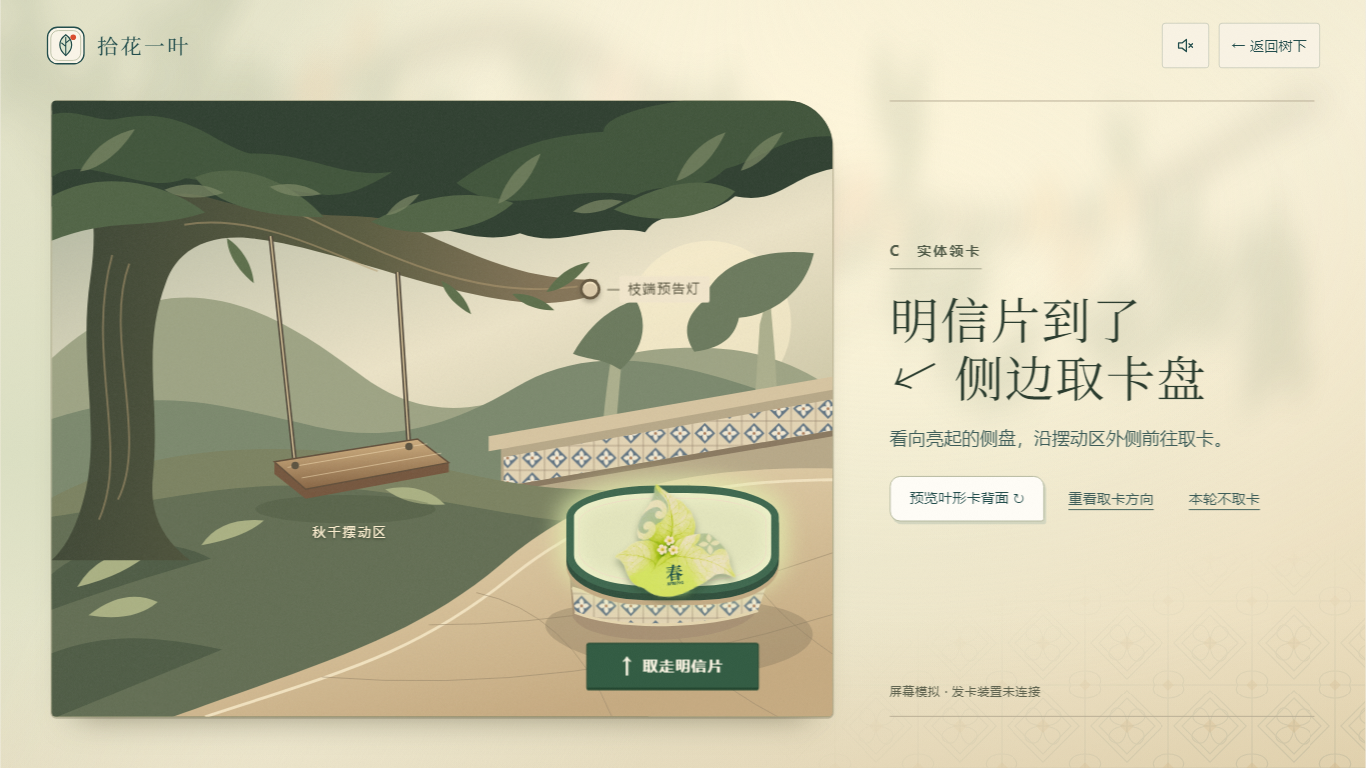 拾花一叶
← 返回树下
枝端预告灯
秋千摆动区
春
↑ 取走明信片
C 实体领卡
明信片到了
↙ 侧边取卡盘
看向亮起的侧盘，沿摆动区外侧前往取卡。
预览叶形卡背面 ↻
重看取卡方向
本轮不取卡
屏幕模拟 · 发卡装置未连接